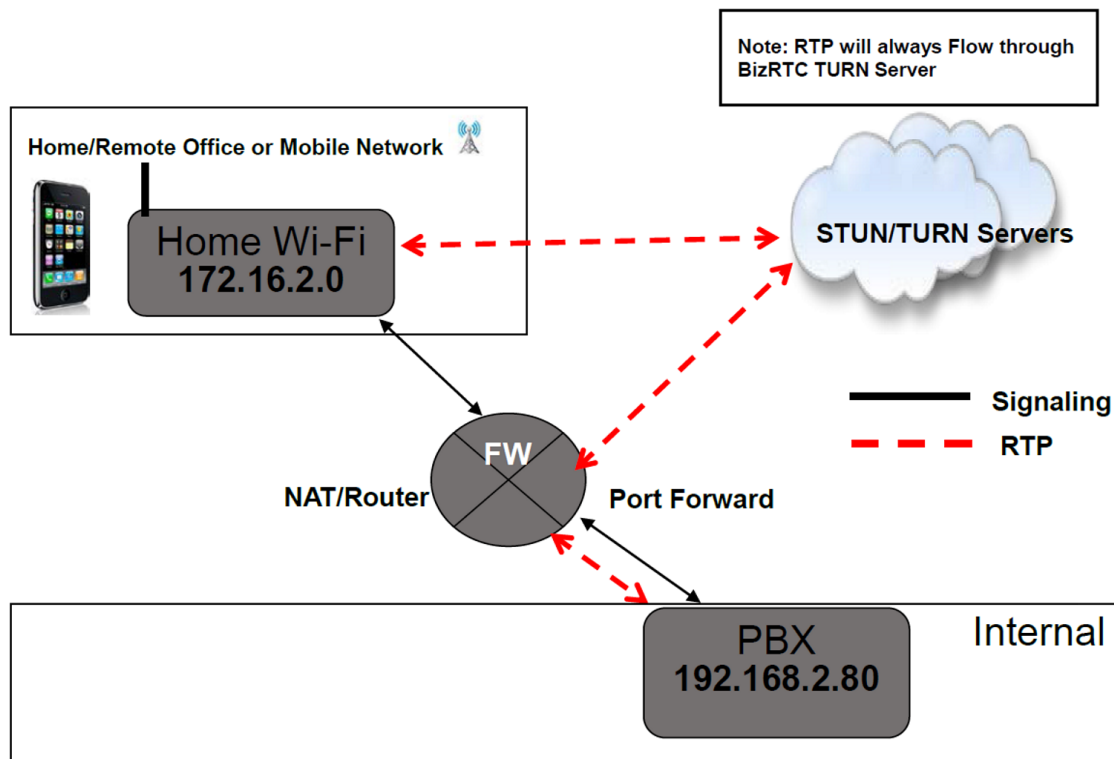 Note: RTP will always Flow through
BizRTC TURN Server
Home/Remote Office or Mobile Network
Home Wi-Fi
172.16.2.0
STUN/TURN Servers
Signaling
RTP
FW
NAT/Router
Port Forward
Internal
PBX
192.168.2.80